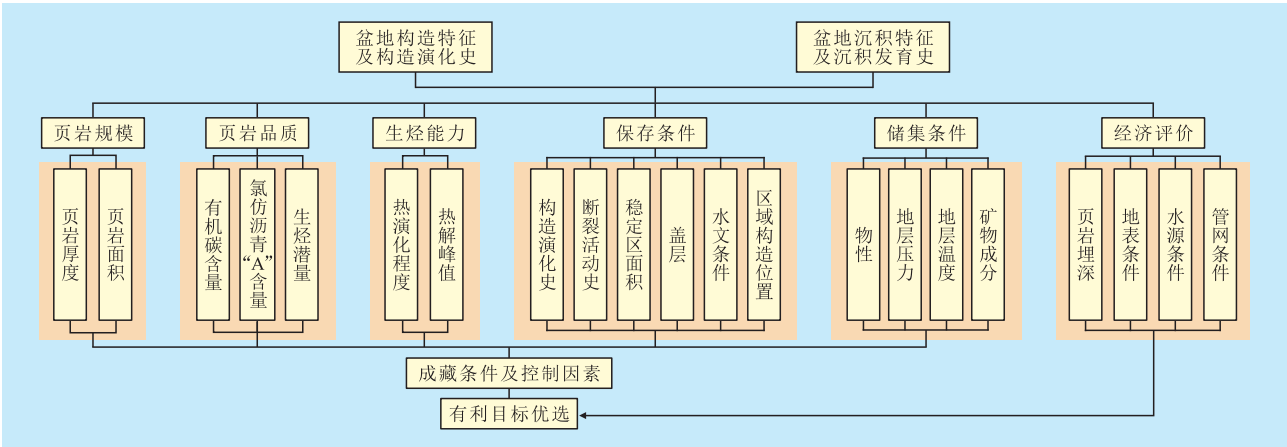 盆地构造特征
及构造演化史
盆地沉积特征
及沉积发育史
页岩规模
页岩品质
生烃能力
保存条件
储集条件
经济评价
页岩厚度
页岩面积
有机碳含量
氯仿沥青“A”含量
生烃潜量
热演化程度
热解峰值
构造演化史
断裂活动史
稳定区面积
盖层
水文条件
区域构造位置
物性
地层压力
地层温度
矿物成分
页岩埋深
地表条件
水源条件
管网条件
成藏条件及控制因素
有利目标优选